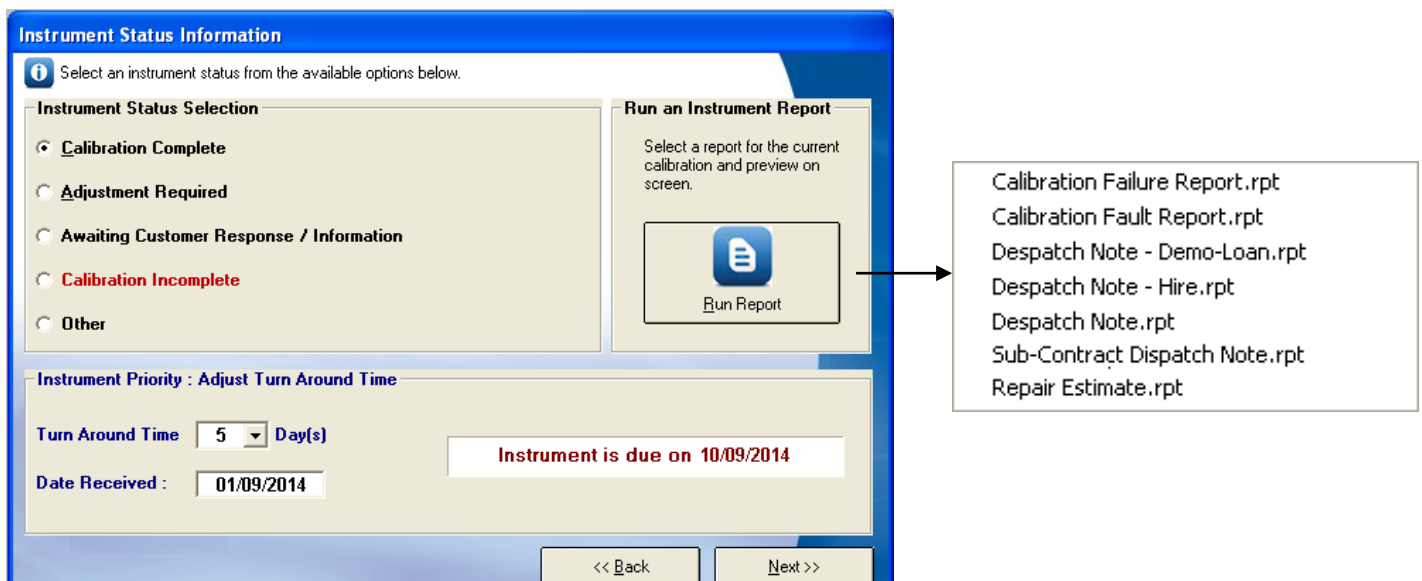 Instrument Status Information
Select an instrument status from the available options below.
Instrument Status Selection
Calibration Complete
Adjustment Required
Awaiting Customer Response / Information
Calibration Incomplete
Other
Run an Instrument Report
Select a report for the current
calibration and preview on
screen.
Run Report
Calibration Failure Report.rpt
Calibration Fault Report.rpt
Despatch Note - Demo-Loan.rpt
Despatch Note - Hire.rpt
Despatch Note.rpt
Sub-Contract Dispatch Note.rpt
Repair Estimate.rpt
Instrument Priority : Adjust Turn Around Time
Turn Around Time 5 Day(s)
Date Received : 01/09/2014
Instrument is due on 10/09/2014
<< Back
Next >>